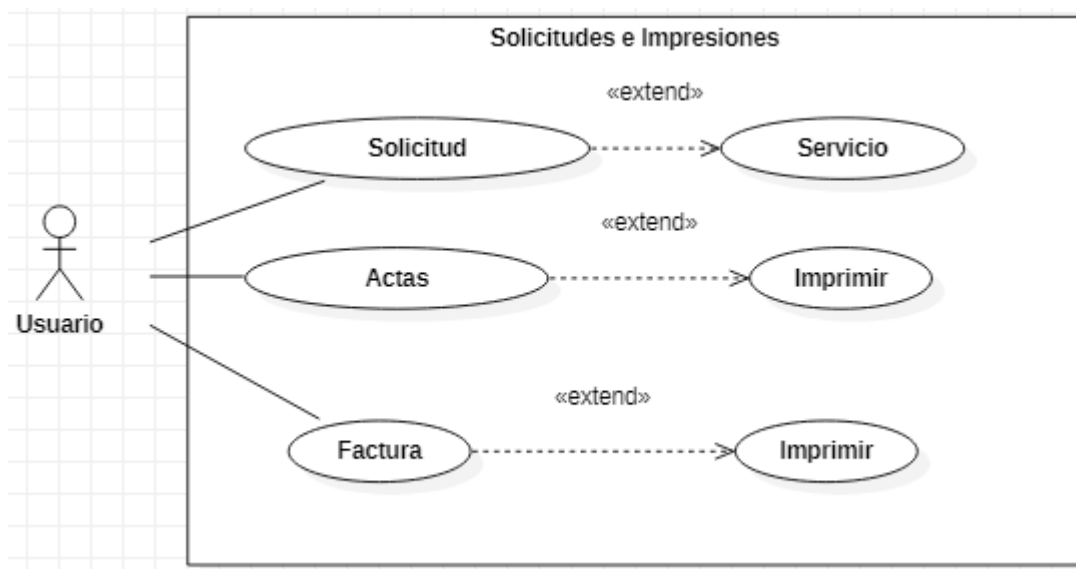 Solicitudes e Impresiones
«extend»
Solicitud
Servicio
«extend»
Actas
Imprimir
Usuario
«extend»
Factura
Imprimir